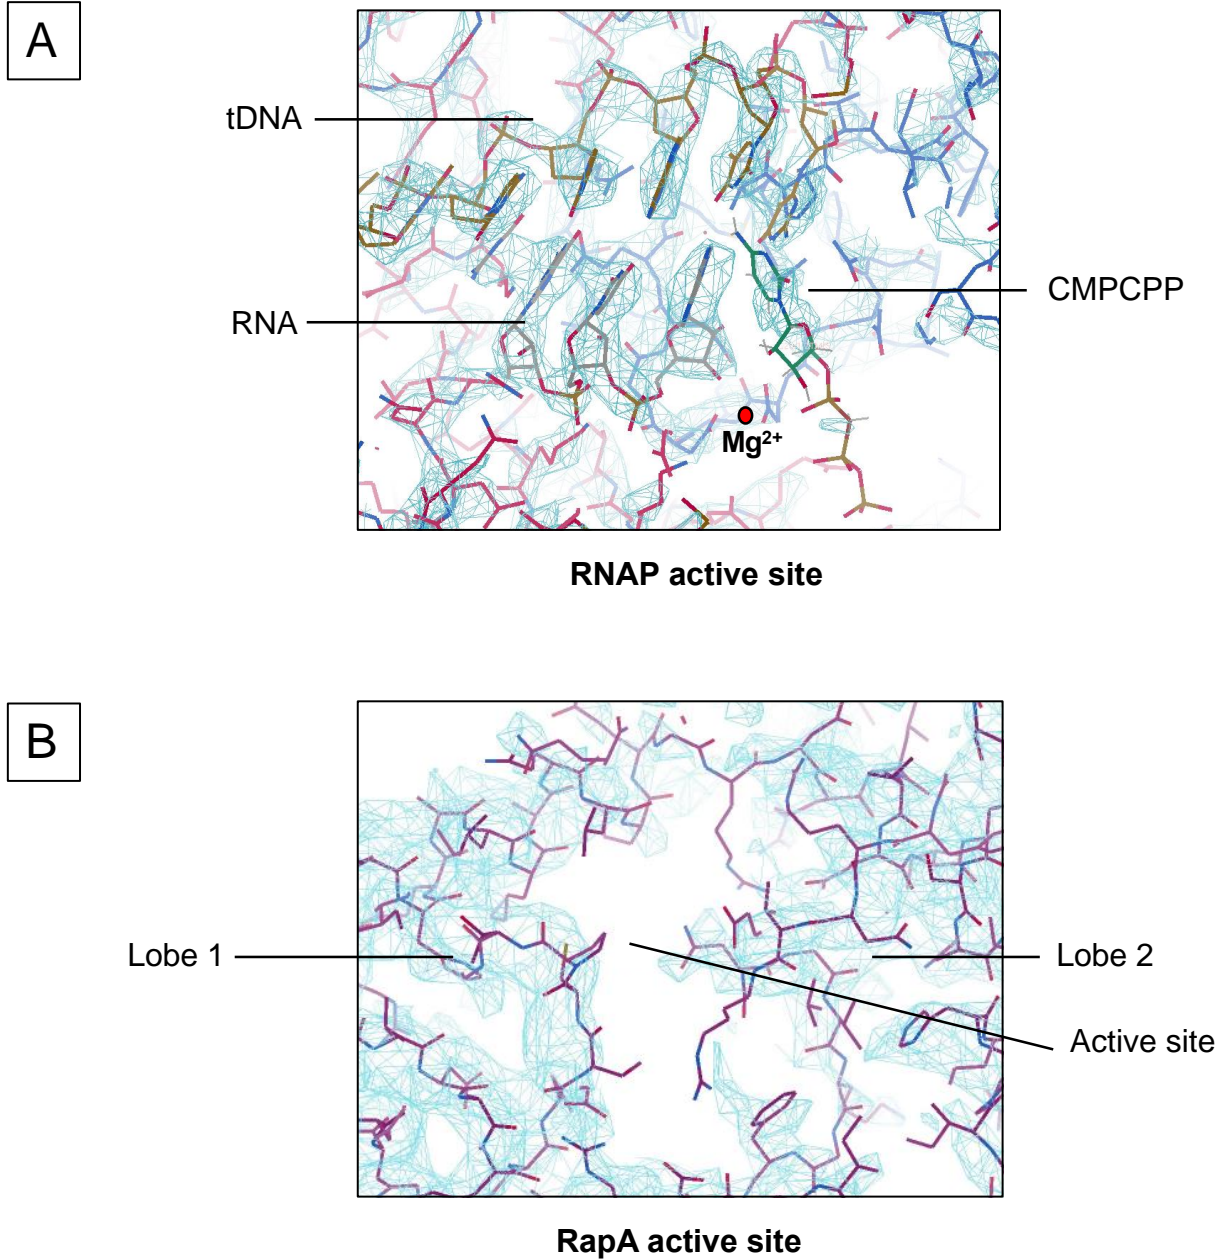 A
tDNA
RNA
CMPCPP
Mg²⁺
RNAP active site
B
Lobe 1
Lobe 2
Active site
RapA active site